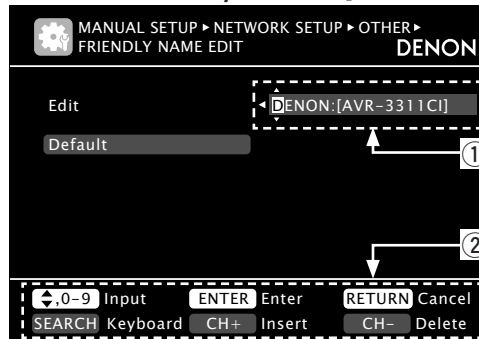 MANUAL SETUP ▸ NETWORK SETUP ▸ OTHER ▸
FRIENDLY NAME EDIT
DENON
Edit
◂ DENON:[AVR-3311CI]
Default
①
②
,0-9 Input ENTER Enter RETURN Cancel
SEARCH Keyboard CH+ Insert CH- Delete